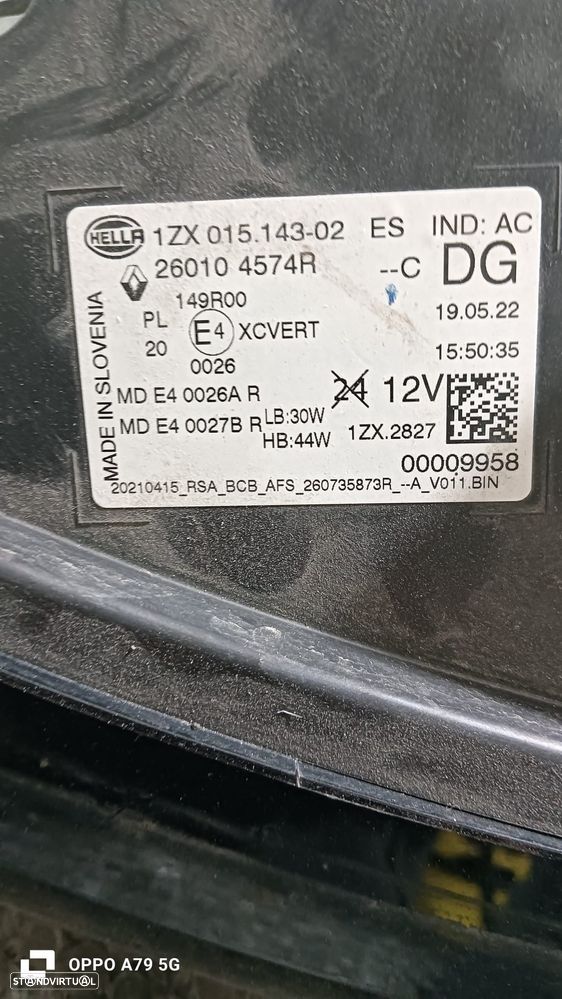 HELLA 1ZX 015.143-02 ES IND: AC
26010 4574R --C DG
149R00 19.05.22
PL E4 XCVERT
20 0026 15:50:35
MD E4 0026A R 24 12V
MD E4 0027B R LB:30W
HB:44W 1ZX.2827
00009958
20210415_RSA_BCB_AFS_260735873R_--A_V011.BIN
MADE IN SLOVENIA
OPPO A79 5G
STANDVIRTUAL